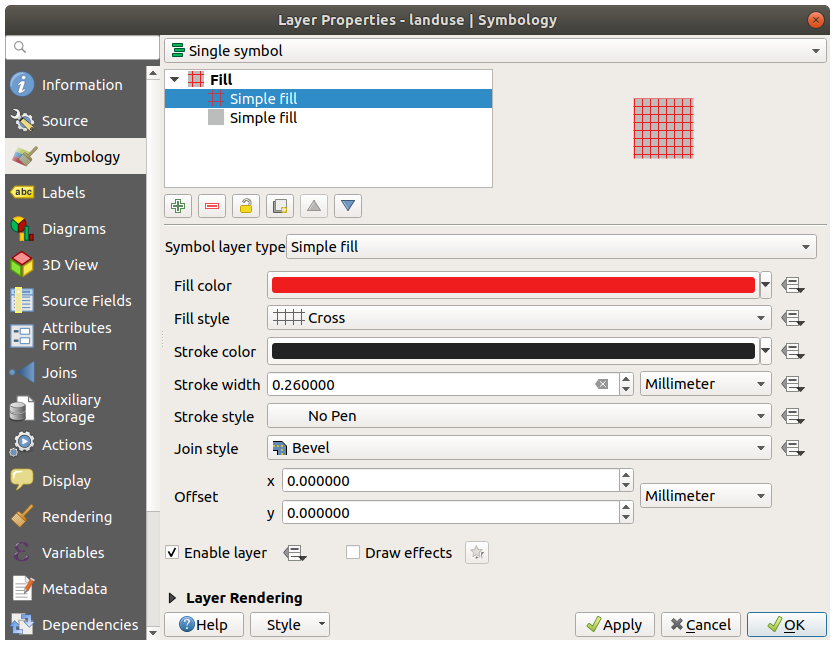 Layer Properties - landuse | Symbology
Single symbol
Information
Source
Symbology
abc Labels
Diagrams
3D View
Source Fields
Attributes
Form
Joins
Auxiliary
Storage
Actions
Display
Rendering
Variables
Metadata
Dependencies
Fill
Simple fill
Simple fill
Symbol layer type Simple fill
Fill color
Fill style Cross
Stroke color
Stroke width 0.260000 Millimeter
Stroke style No Pen
Join style Bevel
Offset x 0.000000 Millimeter
y 0.000000
Enable layer Draw effects
Layer Rendering
Help Style Apply Cancel OK